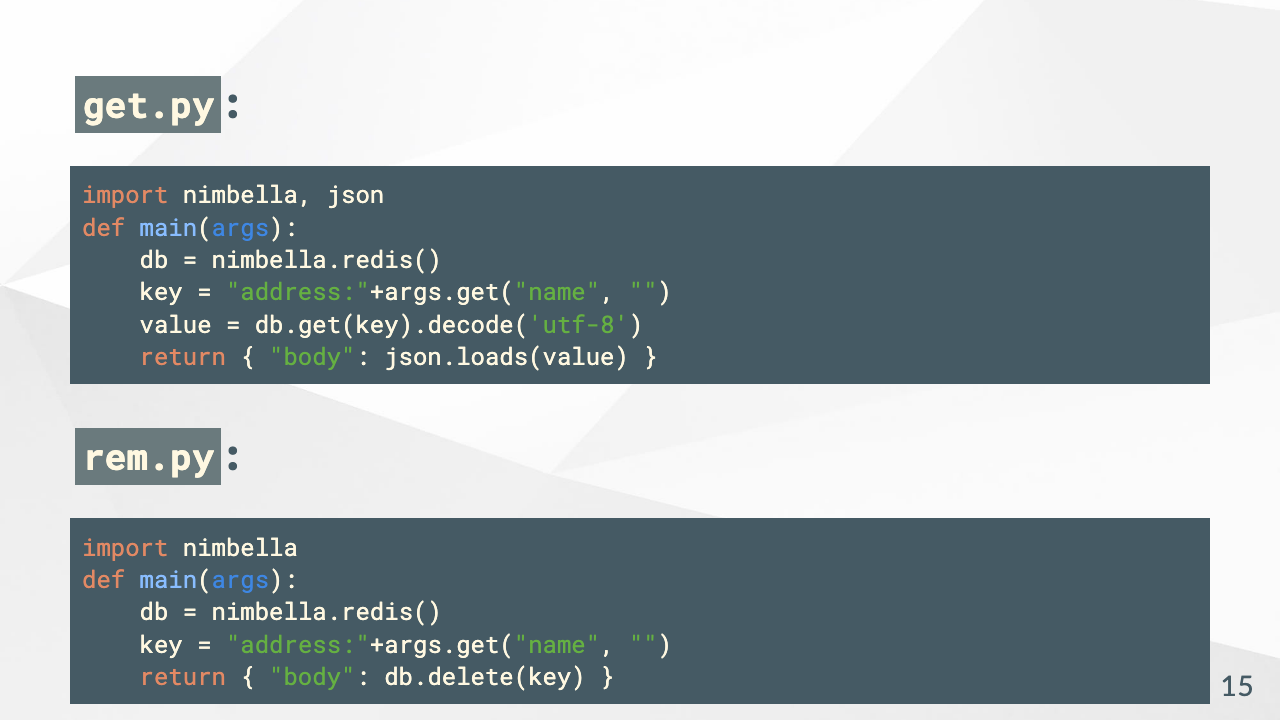 get.py:
import nimbella, json
def main(args):
    db = nimbella.redis()
    key = "address:"+args.get("name", "")
    value = db.get(key).decode('utf-8')
    return { "body": json.loads(value) }
rem.py:
import nimbella
def main(args):
    db = nimbella.redis()
    key = "address:"+args.get("name", "")
    return { "body": db.delete(key) }
15